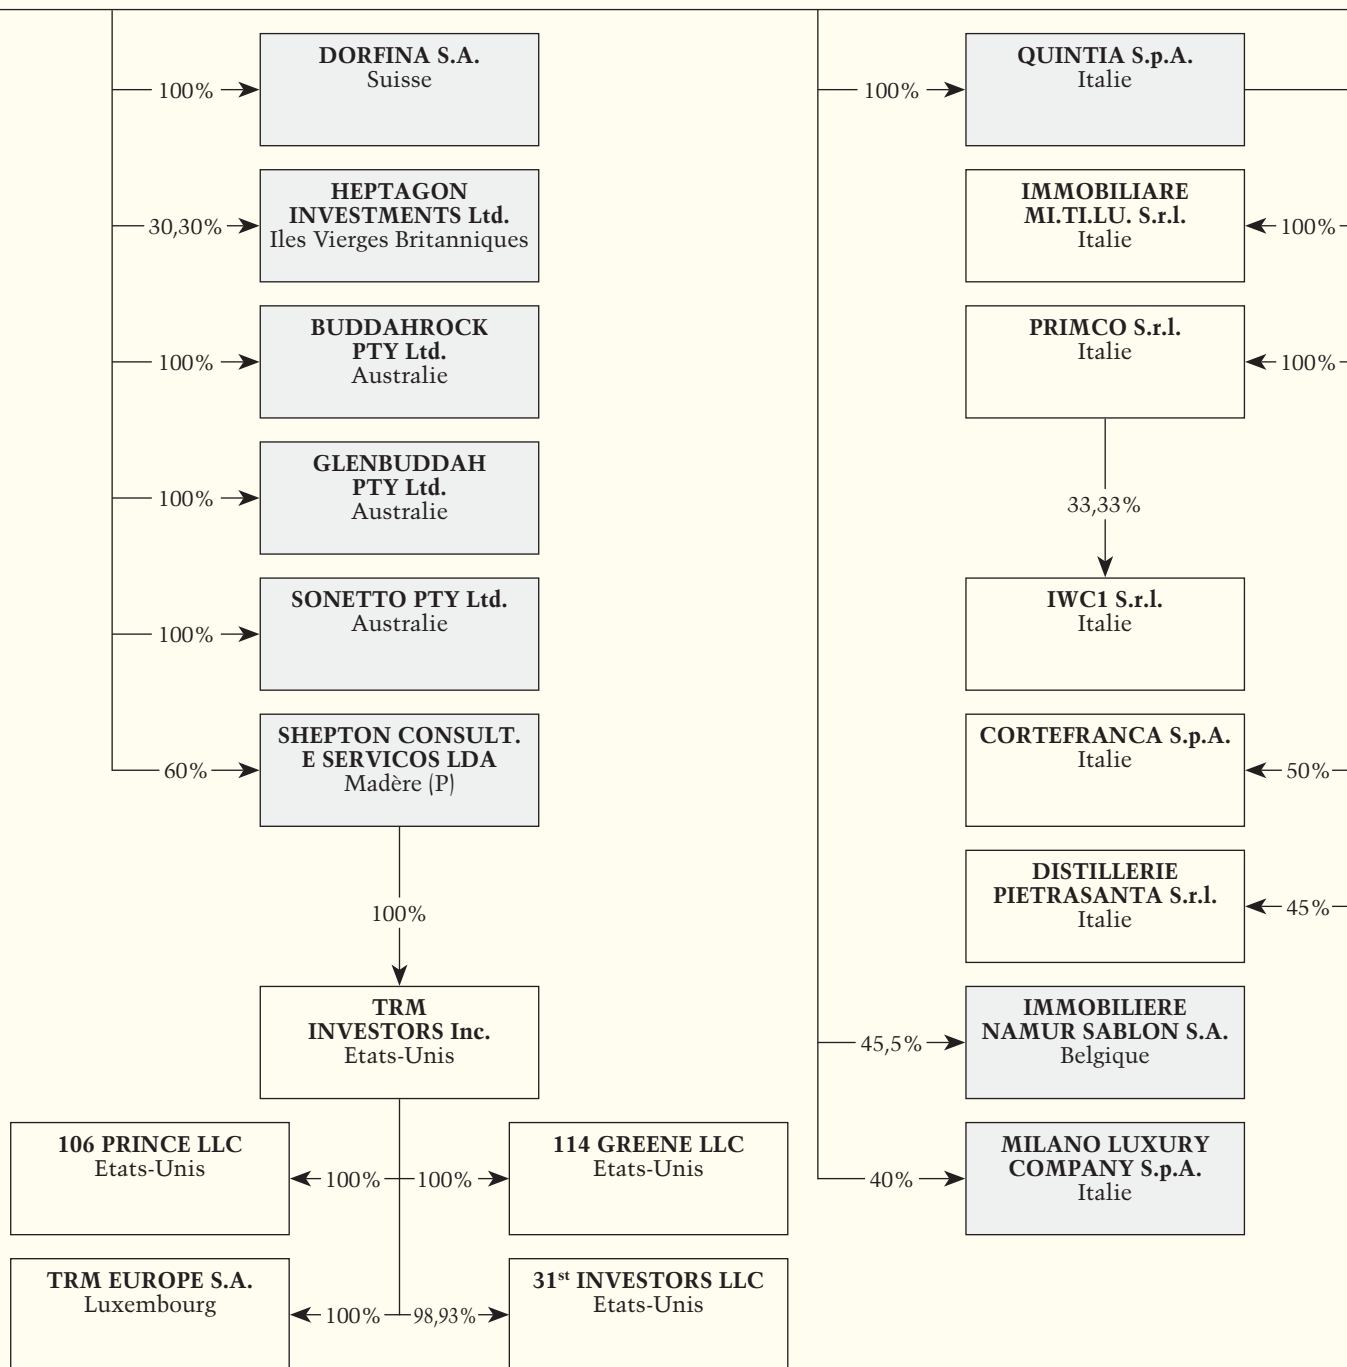 DORFINA S.A.
Suisse
100%
HEPTAGON
INVESTMENTS Ltd.
Iles Vierges Britanniques
30,30%
BUDDAHROCK
PTY Ltd.
Australie
100%
GLENBUDDAH
PTY Ltd.
Australie
100%
SONETTO PTY Ltd.
Australie
100%
SHEPTON CONSULT.
E SERVICOS LDA
Madère (P)
60%
100%
TRM
INVESTORS Inc.
Etats-Unis
106 PRINCE LLC
Etats-Unis
100%
100%
114 GREENE LLC
Etats-Unis
TRM EUROPE S.A.
Luxembourg
100%
98,93%
31st INVESTORS LLC
Etats-Unis
QUINTIA S.p.A.
Italie
100%
IMMOBILIARE
MI.TI.LU. S.r.l.
Italie
100%
PRIMCO S.r.l.
Italie
100%
33,33%
IWC1 S.r.l.
Italie
CORTEFRANCA S.p.A.
Italie
50%
DISTILLERIE
PIETRASANTA S.r.l.
Italie
45%
IMMOBILIERE
NAMUR SABLON S.A.
Belgique
45,5%
MILANO LUXURY
COMPANY S.p.A.
Italie
40%